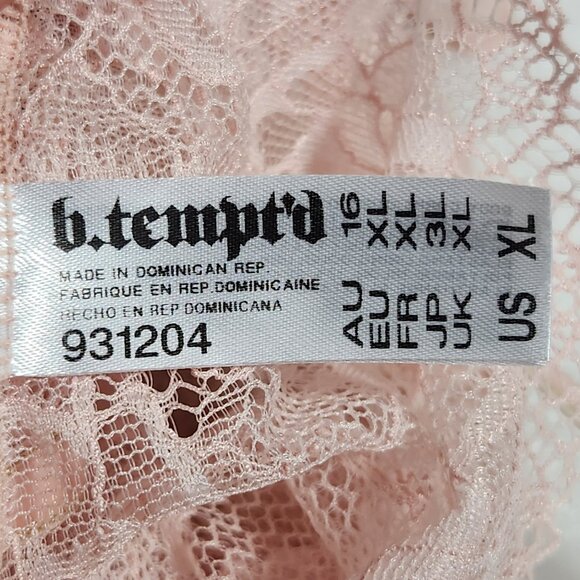 b.tempt'd
MADE IN DOMINICAN REP.
FABRIQUE EN REP.DOMINICAINE
HECHO EN REP DOMINICANA
931204
AU 16
EU XL
FR XL
JP 3L
UK XL
US XL